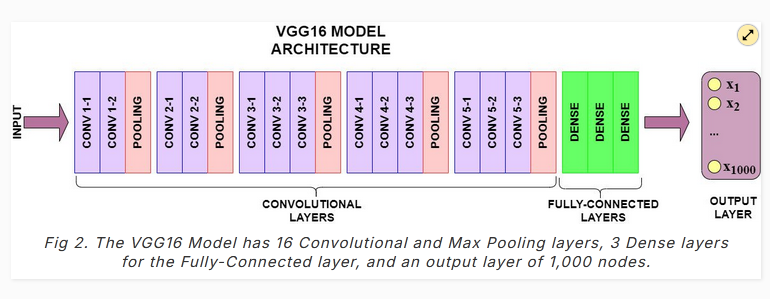 VGG16 MODEL
ARCHITECTURE
INPUT
CONV 1-1
CONV 1-2
POOLING
CONV 2-1
CONV 2-2
POOLING
CONV 3-1
CONV 3-2
CONV 3-3
POOLING
CONV 4-1
CONV 4-2
CONV 4-3
POOLING
CONV 5-1
CONV 5-2
CONV 5-3
POOLING
DENSE
DENSE
DENSE
x1
x2
...
x1000
CONVOLUTIONAL
LAYERS
FULLY-CONNECTED
LAYERS
OUTPUT
LAYER
Fig 2. The VGG16 Model has 16 Convolutional and Max Pooling layers, 3 Dense layers
for the Fully-Connected layer, and an output layer of 1,000 nodes.